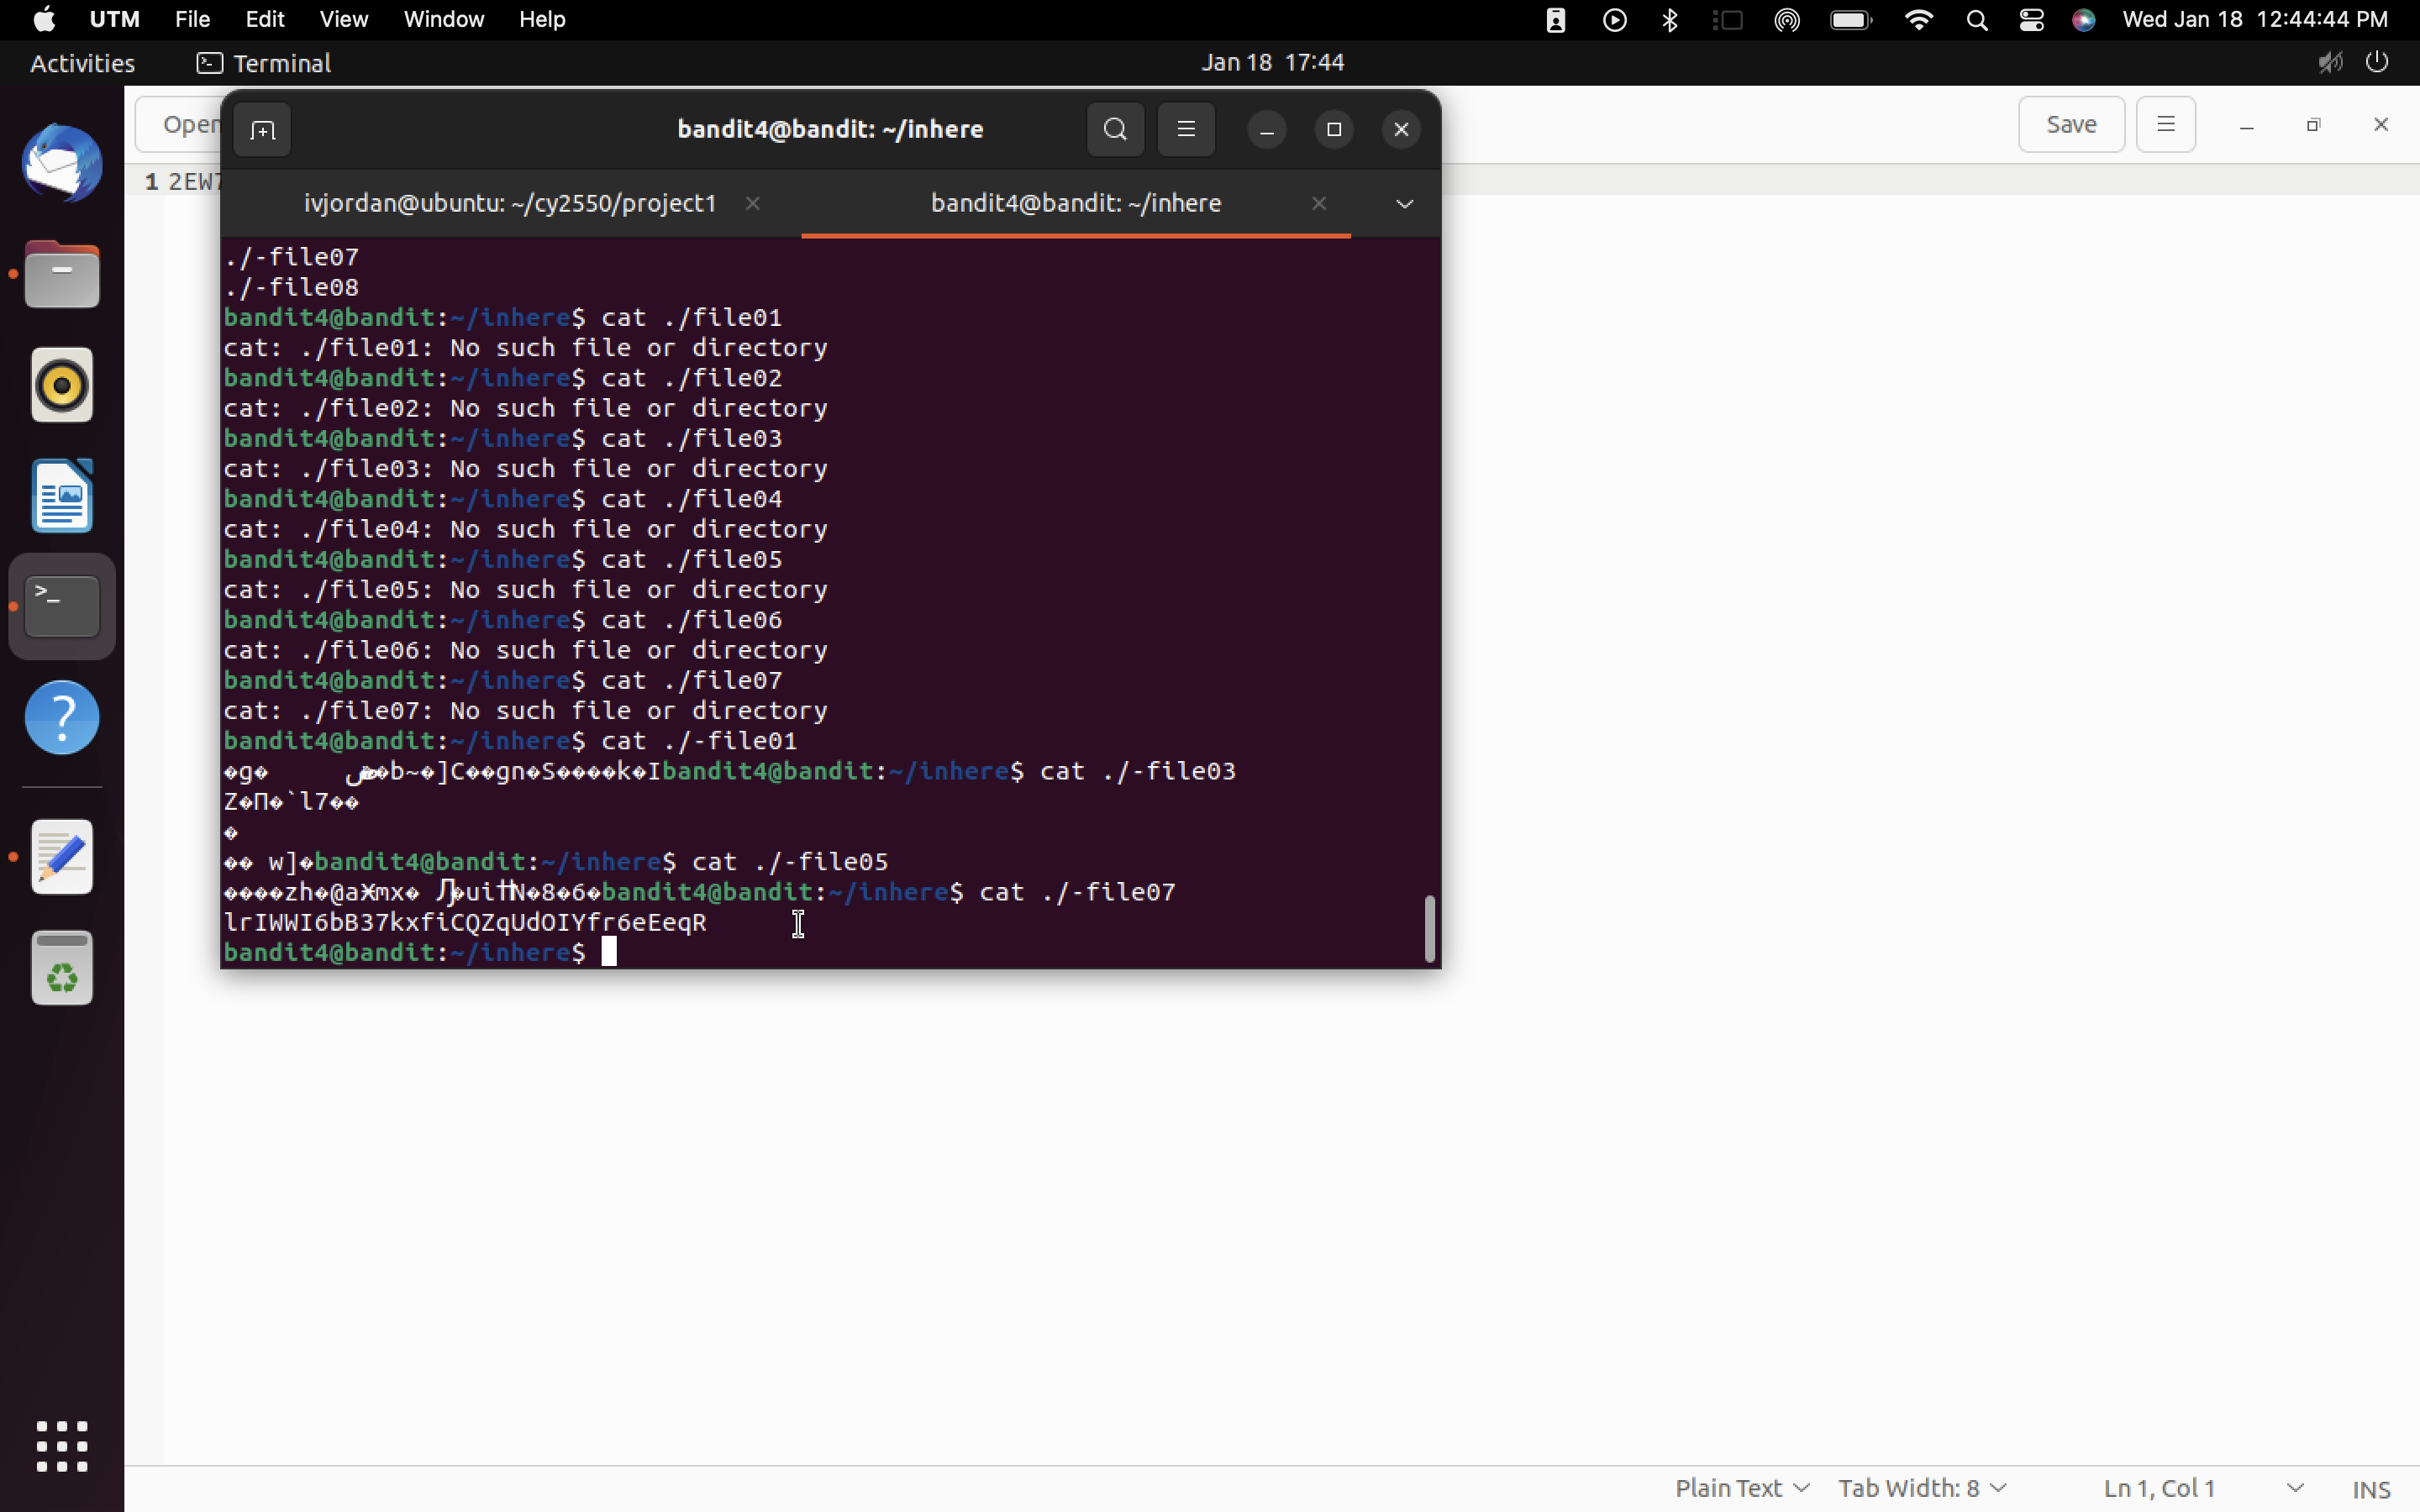 UTM File Edit View Window Help Wed Jan 18 12:44:44 PM
Activities Terminal Jan 18 17:44
Open bandit4@bandit: ~/inhere Save
1 2EW7
ivjordan@ubuntu: ~/cy2550/project1 bandit4@bandit: ~/inhere
./-file07
./-file08
bandit4@bandit:~/inhere$ cat ./file01
cat: ./file01: No such file or directory
bandit4@bandit:~/inhere$ cat ./file02
cat: ./file02: No such file or directory
bandit4@bandit:~/inhere$ cat ./file03
cat: ./file03: No such file or directory
bandit4@bandit:~/inhere$ cat ./file04
cat: ./file04: No such file or directory
bandit4@bandit:~/inhere$ cat ./file05
cat: ./file05: No such file or directory
bandit4@bandit:~/inhere$ cat ./file06
cat: ./file06: No such file or directory
bandit4@bandit:~/inhere$ cat ./file07
cat: ./file07: No such file or directory
bandit4@bandit:~/inhere$ cat ./-file01
�g� �b~�]C��gn�S����k�Ibandit4@bandit:~/inhere$ cat ./-file03
Z�П�`l7��
�
�� w]�bandit4@bandit:~/inhere$ cat ./-file05
����zh�@aӾmx� �8�6�bandit4@bandit:~/inhere$ cat ./-file07
lrIWWI6bB37kxfiCQZqUdOIYfr6eEeqR
bandit4@bandit:~/inhere$
Plain Text Tab Width: 8 Ln 1, Col 1 INS